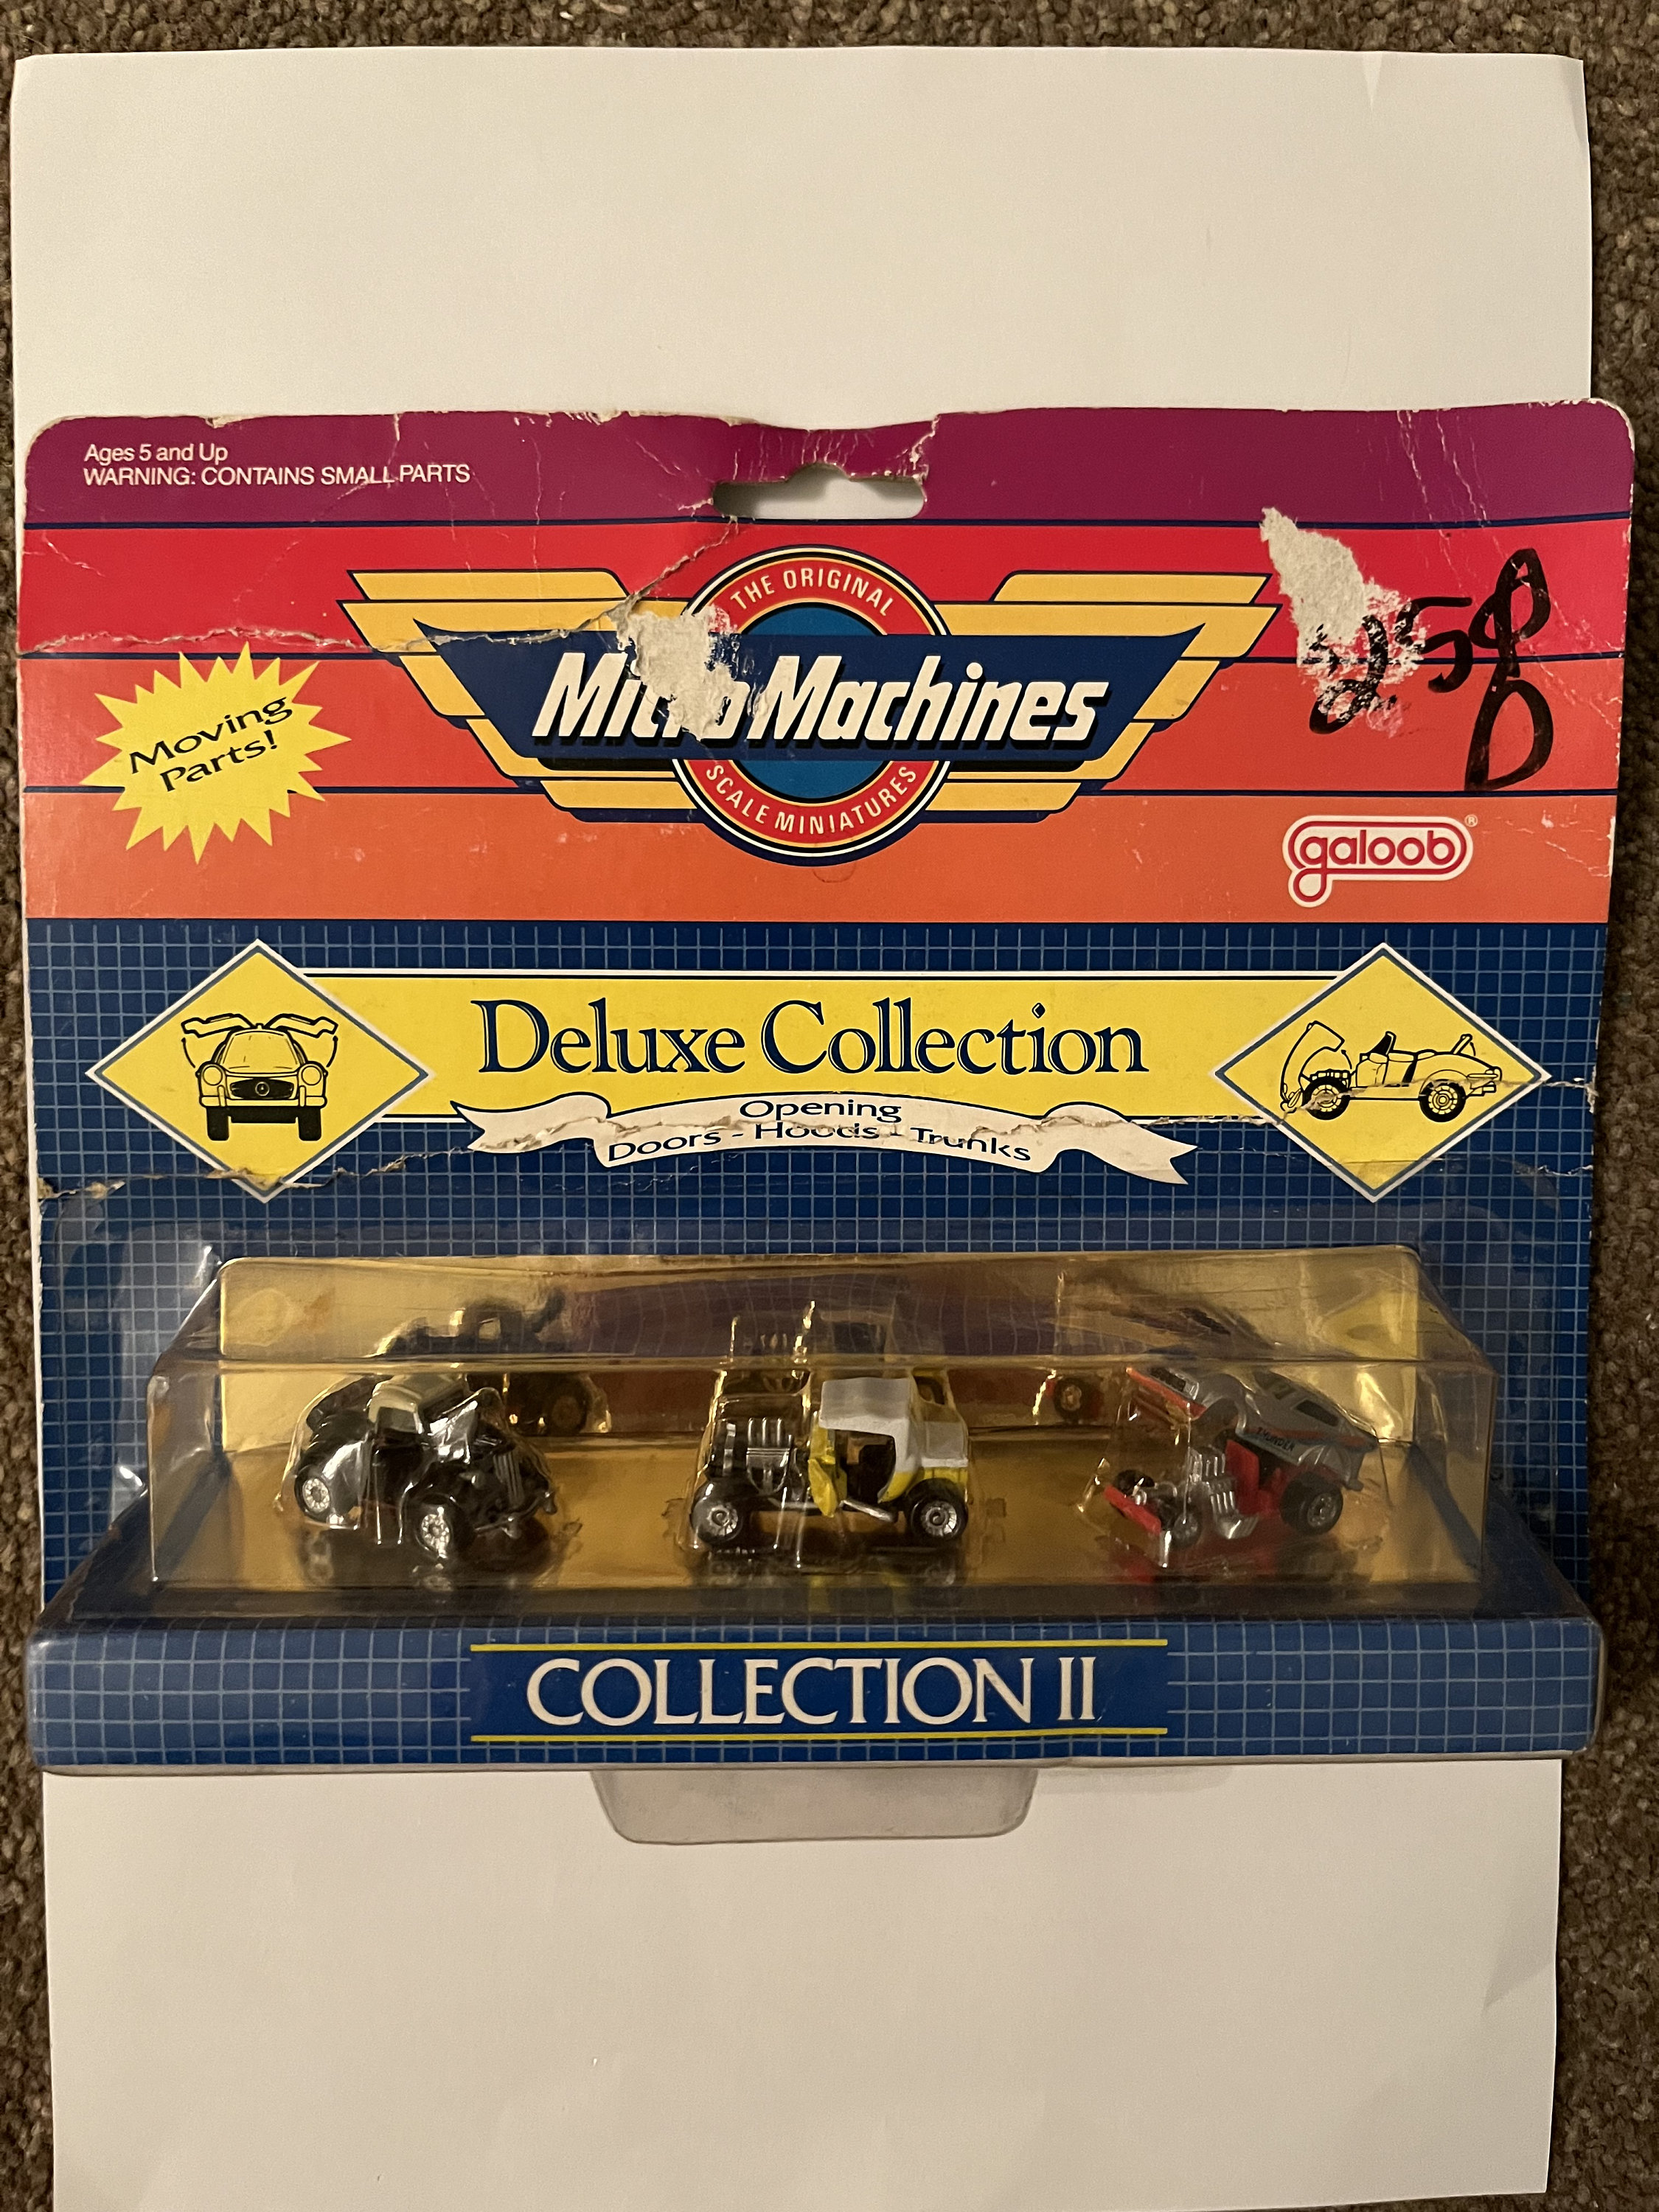 Ages 5 and Up
WARNING: CONTAINS SMALL PARTS
THE ORIGINAL
Micro Machines
SCALE MINIATURES
Moving
Parts!
galoob®
Deluxe Collection
Opening
Doors - Hoods - Trunks
THUNDER
COLLECTION II